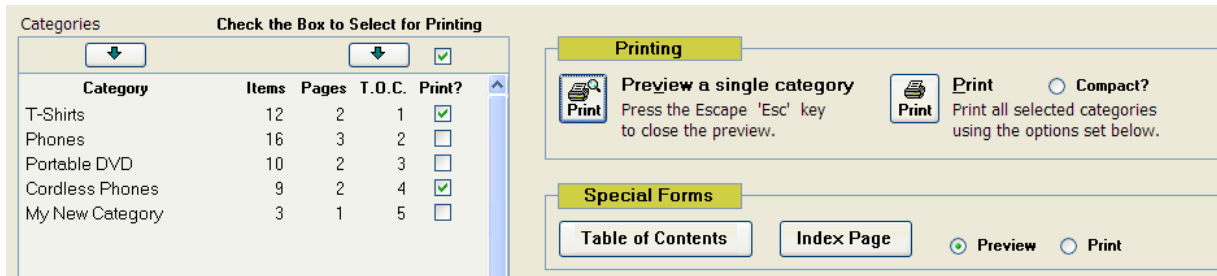 Categories Check the Box to Select for Printing
Category Items Pages T.O.C. Print?
T-Shirts 12 2 1
Phones 16 3 2
Portable DVD 10 2 3
Cordless Phones 9 2 4
My New Category 3 1 5
Printing
Print
Preview a single category
Press the Escape 'Esc' key
to close the preview.
Print
Print Compact?
Print all selected categories
using the options set below.
Special Forms
Table of Contents Index Page Preview Print